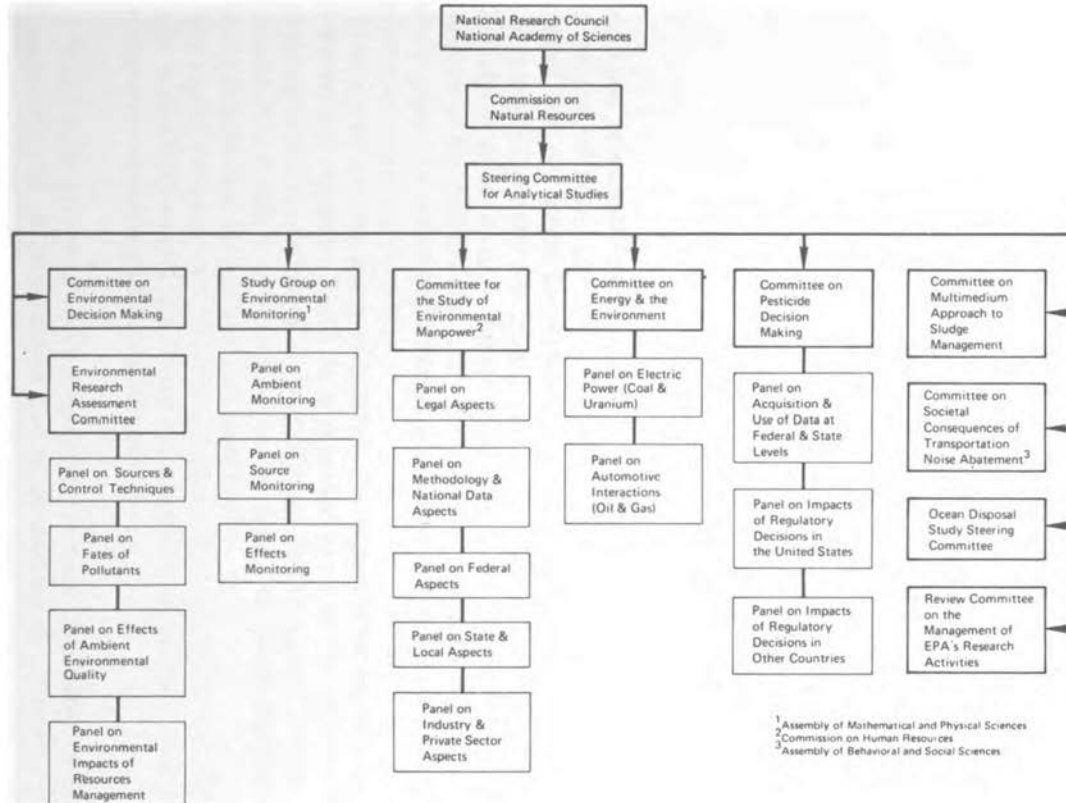 National Research Council
National Academy of Sciences
Commission on
Natural Resources
Steering Committee
for Analytical Studies
Committee on
Environmental
Decision Making
Environmental
Research
Assessment
Committee
Panel on Sources &
Control Techniques
Panel on
Fates of
Pollutants
Panel on Effects
of Ambient
Environmental
Quality
Panel on
Environmental
Impacts of
Resources
Management
Study Group on
Environmental
Monitoring¹
Panel on
Ambient
Monitoring
Panel on
Source
Monitoring
Panel on
Effects
Monitoring
Committee for
the Study of
Environmental
Manpower²
Panel on
Legal Aspects
Panel on
Methodology &
National Data
Aspects
Panel on Federal
Aspects
Panel on State &
Local Aspects
Panel on
Industry &
Private Sector
Aspects
Committee on
Energy & the
Environment
Panel on Electric
Power (Coal &
Uranium)
Panel on
Automotive
Interactions
(Oil & Gas)
Committee on
Pesticide
Decision
Making
Panel on
Acquisition &
Use of Data at
Federal & State
Levels
Panel on Impacts
of Regulatory
Decisions in
the United States
Panel on Impacts
of Regulatory
Decisions in
Other Countries
Committee on
Multimedium
Approach to
Sludge
Management
Committee on
Societal
Consequences of
Transportation
Noise Abatement³
Ocean Disposal
Study Steering
Committee
Review Committee
on the
Management of
EPA's Research
Activities
¹Assembly of Mathematical and Physical Sciences
²Commission on Human Resources
³Assembly of Behavioral and Social Sciences